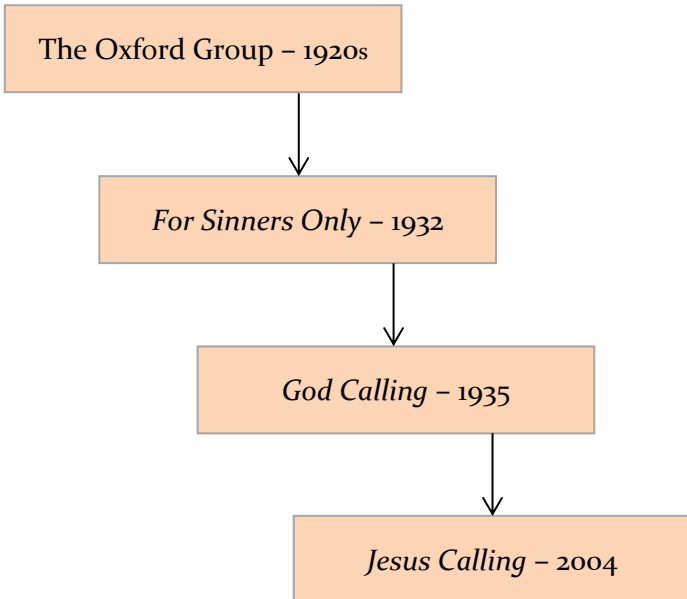 The Oxford Group – 1920s
For Sinners Only – 1932
God Calling – 1935
Jesus Calling – 2004